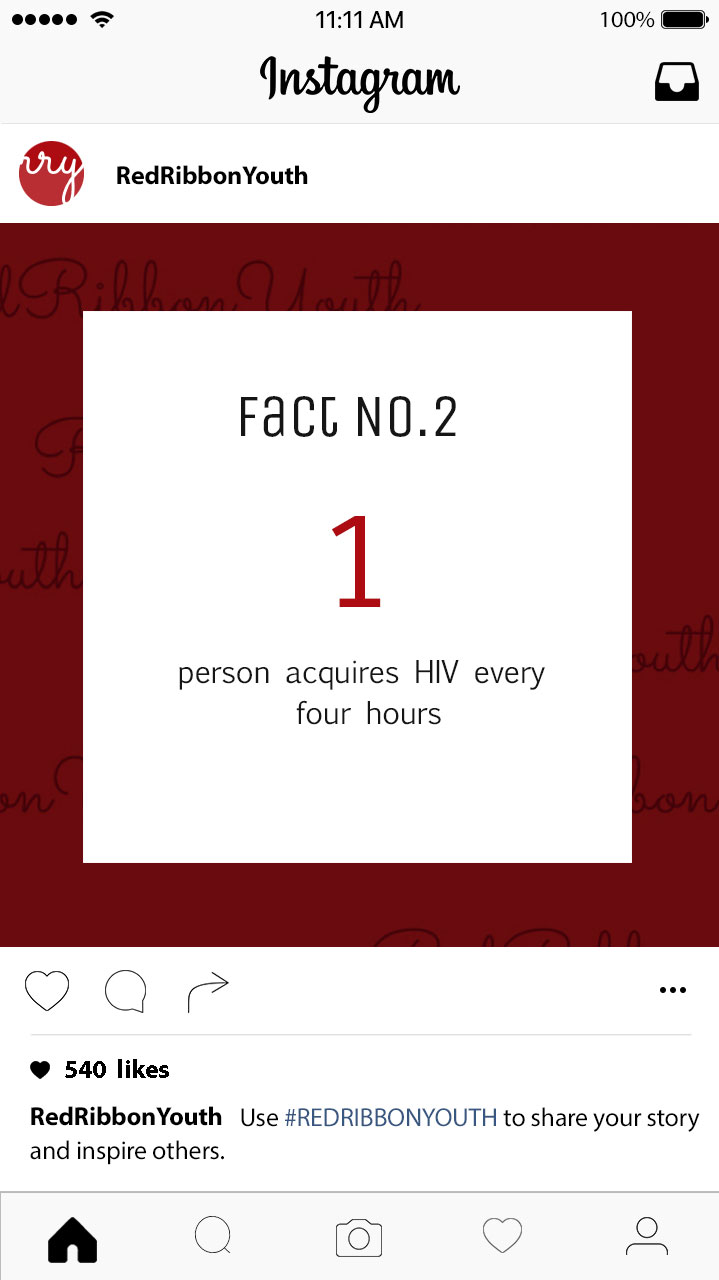 11:11 AM 100%
Instagram
rry
RedRibbonYouth
dRibbonYouth
Fact No.2
R
1
outh
person acquires HIV every
outh
four hours
on
bon
RedRibb
540 likes
RedRibbonYouth Use #REDRIBBONYOUTH to share your story
and inspire others.